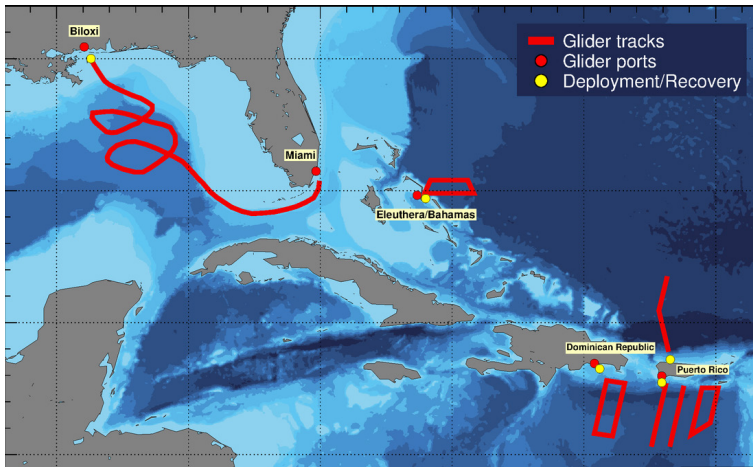 Biloxi
Glider tracks
Glider ports
Deployment/Recovery
Miami
Eleuthera/Bahamas
Dominican Republic
Puerto Rico